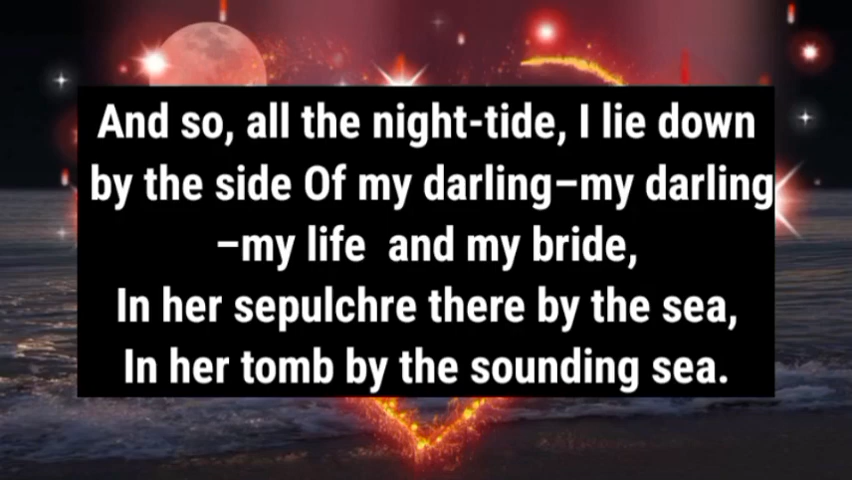 And so, all the night-tide, I lie down
by the side Of my darling–my darling
–my life  and my bride,
In her sepulchre there by the sea,
In her tomb by the sounding sea.